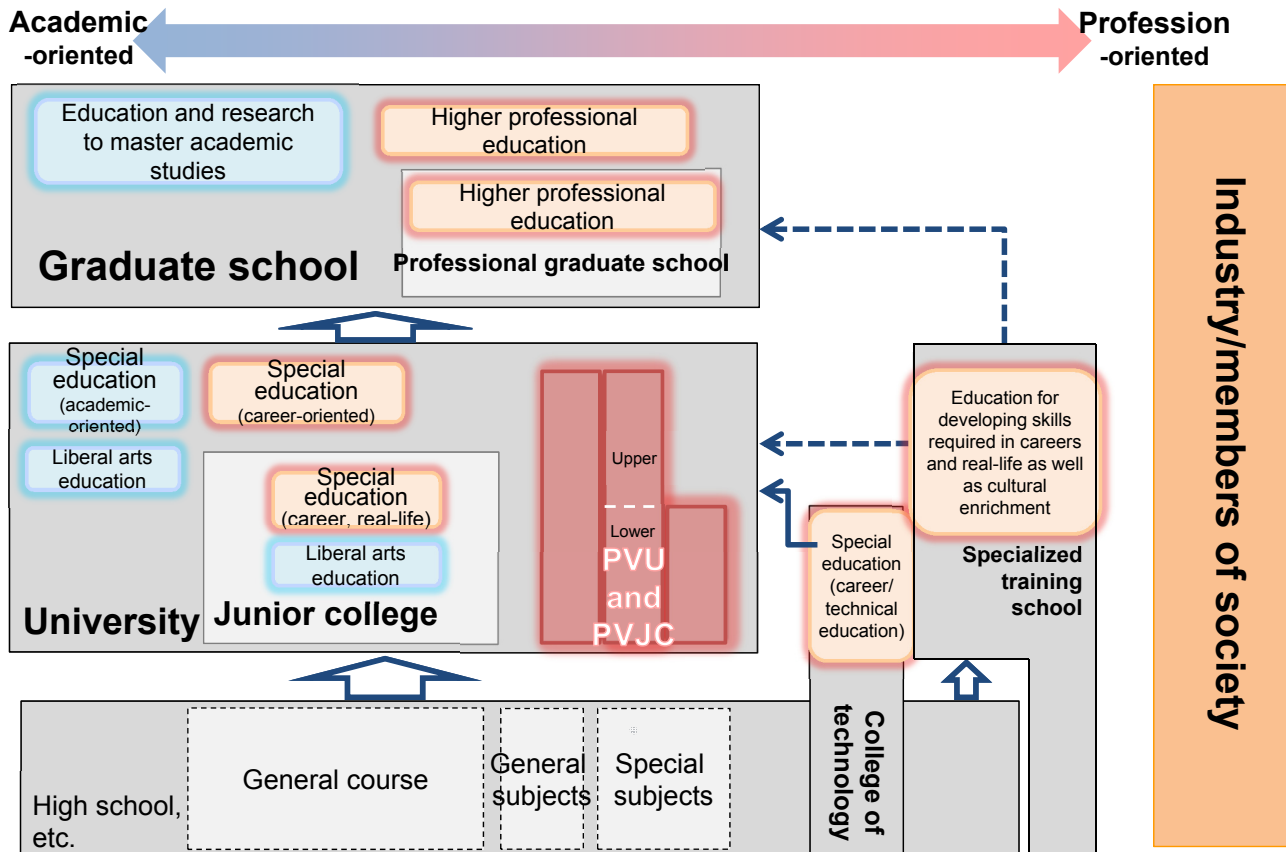 Academic
-oriented
Profession
-oriented
Education and research
to master academic
studies
Higher professional
education
Higher professional
education
Graduate school
Professional graduate school
Special
education
(academic-
oriented)
Special
education
(career-oriented)
Liberal arts
education
Special
education
(career, real-life)
Liberal arts
education
University
Junior college
Upper
Lower
PVU
and
PVJC
Special
education
(career/
technical
education)
Education for
developing skills
required in careers
and real-life as well
as cultural
enrichment
Specialized
training
school
Industry/members of society
High school,
etc.
General course
General
subjects
Special
subjects
College of
technology